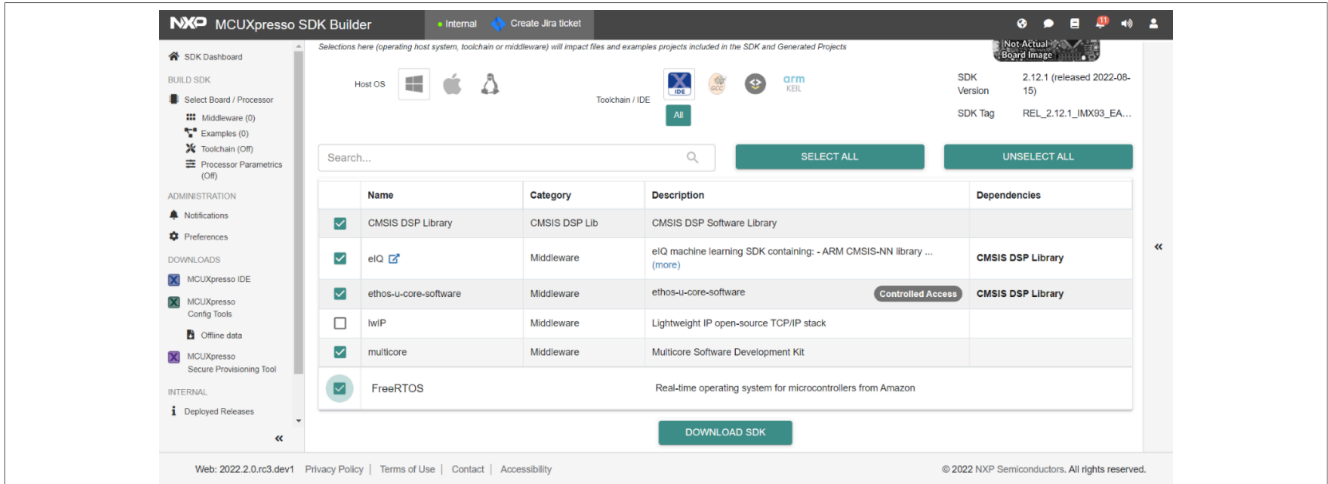 NXP MCUXpresso SDK Builder
Internal
Create Jira ticket
11
SDK Dashboard
BUILD SDK
Select Board / Processor
Middleware (0)
Examples (0)
Toolchain (Off)
Processor Parametrics
(Off)
ADMINISTRATION
Notifications
Preferences
DOWNLOADS
MCUXpresso IDE
MCUXpresso
Config Tools
Offline data
MCUXpresso
Secure Provisioning Tool
INTERNAL
Deployed Releases
«
Selections here (operating host system, toolchain or middleware) will impact files and examples projects included in the SDK and Generated Projects
Host OS
Toolchain / IDE
IDE
GCC
arm
KEIL
All
Not Actual
Board Image
SDK
Version
2.12.1 (released 2022-08-
15)
SDK Tag
REL_2.12.1_IMX93_EA...
Search...
SELECT ALL
UNSELECT ALL
Name Category Description Dependencies
CMSIS DSP Library CMSIS DSP Lib CMSIS DSP Software Library
eIQ Middleware eIQ machine learning SDK containing: - ARM CMSIS-NN library ... CMSIS DSP Library
(more)
ethos-u-core-software Middleware ethos-u-core-software Controlled Access CMSIS DSP Library
lwIP Middleware Lightweight IP open-source TCP/IP stack
multicore Middleware Multicore Software Development Kit
FreeRTOS Real-time operating system for microcontrollers from Amazon
DOWNLOAD SDK
«
Web: 2022.2.0.rc3.dev1 Privacy Policy | Terms of Use | Contact | Accessibility
© 2022 NXP Semiconductors. All rights reserved.